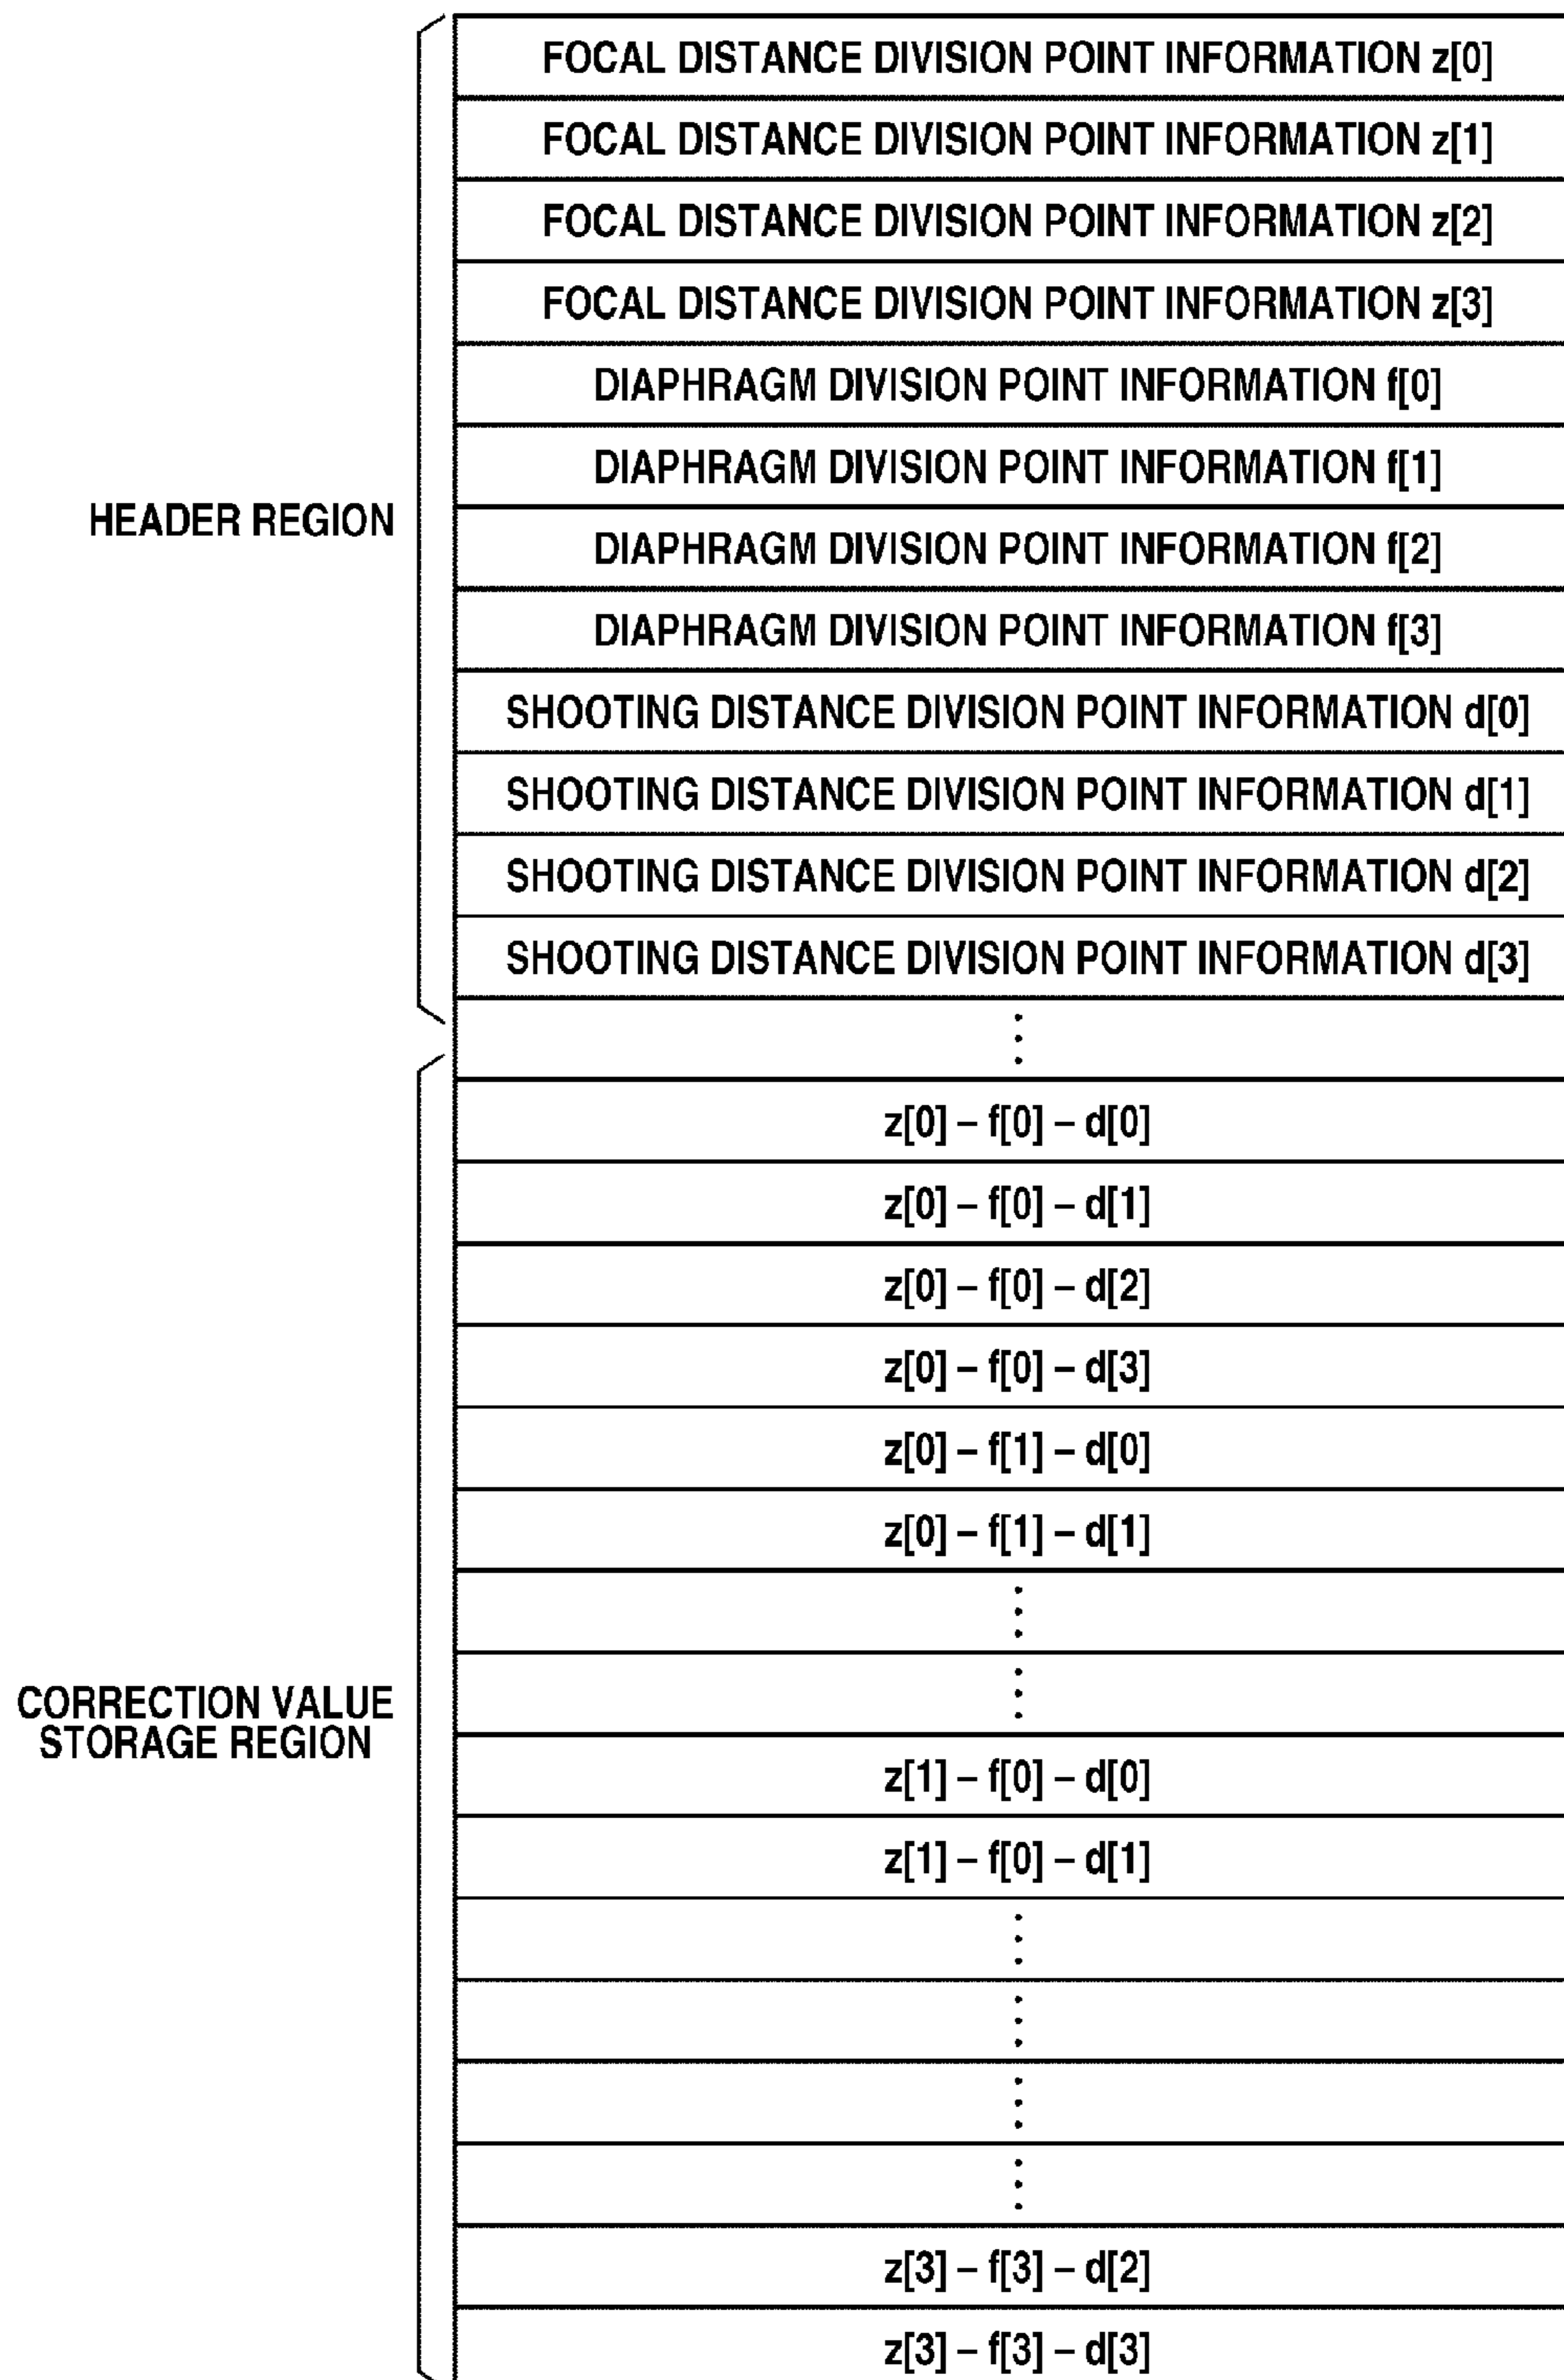 FOCAL DISTANCE DIVISION POINT INFORMATION z[0]
FOCAL DISTANCE DIVISION POINT INFORMATION z[1]
FOCAL DISTANCE DIVISION POINT INFORMATION z[2]
FOCAL DISTANCE DIVISION POINT INFORMATION z[3]
DIAPHRAGM DIVISION POINT INFORMATION f[0]
DIAPHRAGM DIVISION POINT INFORMATION f[1]
HEADER REGION
DIAPHRAGM DIVISION POINT INFORMATION f[2]
DIAPHRAGM DIVISION POINT INFORMATION f[3]
SHOOTING DISTANCE DIVISION POINT INFORMATION d[0]
SHOOTING DISTANCE DIVISION POINT INFORMATION d[1]
SHOOTING DISTANCE DIVISION POINT INFORMATION d[2]
SHOOTING DISTANCE DIVISION POINT INFORMATION d[3]
z[0] – f[0] – d[0]
z[0] – f[0] – d[1]
z[0] – f[0] – d[2]
z[0] – f[0] – d[3]
z[0] – f[1] – d[0]
z[0] – f[1] – d[1]
CORRECTION VALUE
STORAGE REGION
z[1] – f[0] – d[0]
z[1] – f[0] – d[1]
z[3] – f[3] – d[2]
z[3] – f[3] – d[3]